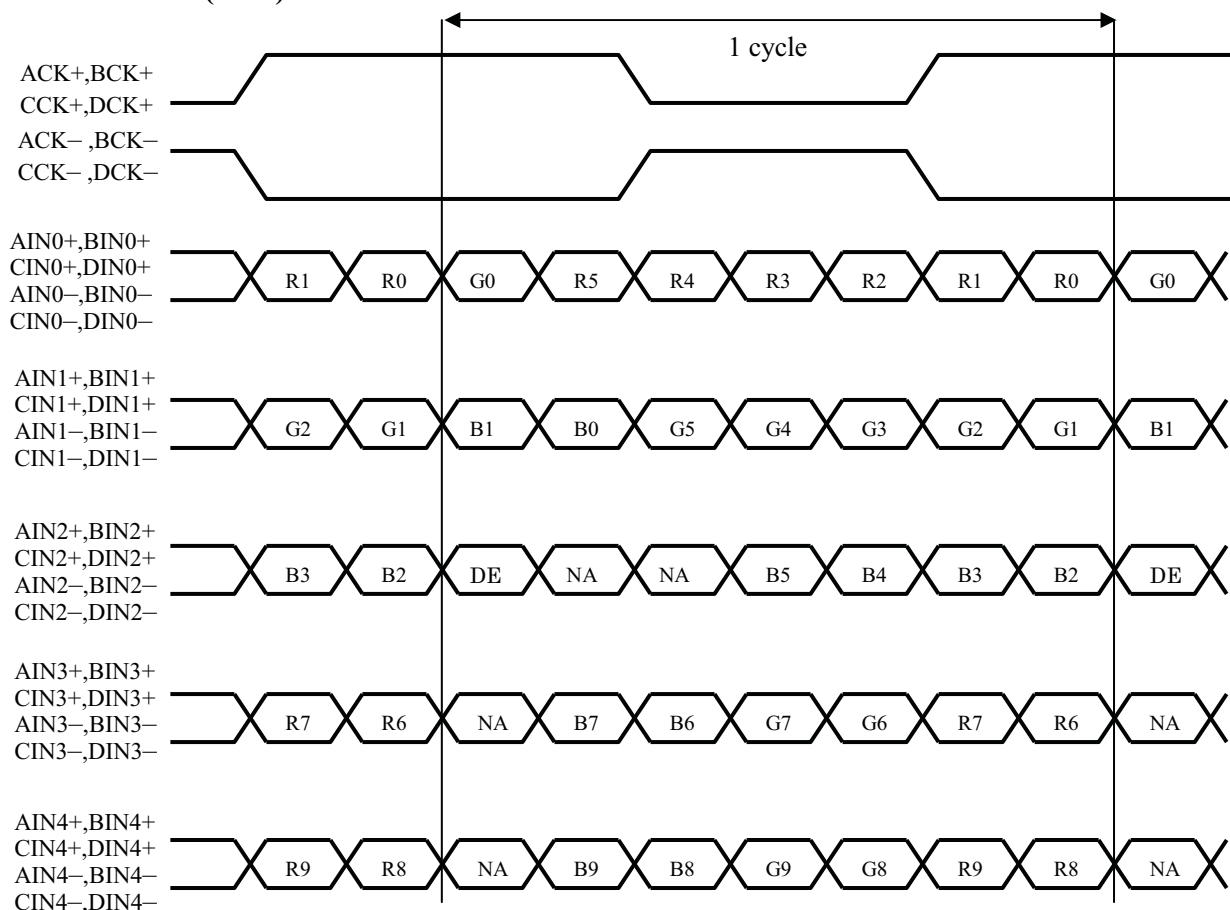 1 cycle
ACK+,BCK+
CCK+,DCK+
ACK− ,BCK−
CCK− ,DCK−
AIN0+,BIN0+
CIN0+,DIN0+
AIN0−,BIN0−
CIN0−,DIN0−
R1 R0 G0 R5 R4 R3 R2 R1 R0 G0
AIN1+,BIN1+
CIN1+,DIN1+
AIN1−,BIN1−
CIN1−,DIN1−
G2 G1 B1 B0 G5 G4 G3 G2 G1 B1
AIN2+,BIN2+
CIN2+,DIN2+
AIN2−,BIN2−
CIN2−,DIN2−
B3 B2 DE NA NA B5 B4 B3 B2 DE
AIN3+,BIN3+
CIN3+,DIN3+
AIN3−,BIN3−
CIN3−,DIN3−
R7 R6 NA B7 B6 G7 G6 R7 R6 NA
AIN4+,BIN4+
CIN4+,DIN4+
AIN4−,BIN4−
CIN4−,DIN4−
R9 R8 NA B9 B8 G9 G8 R9 R8 NA